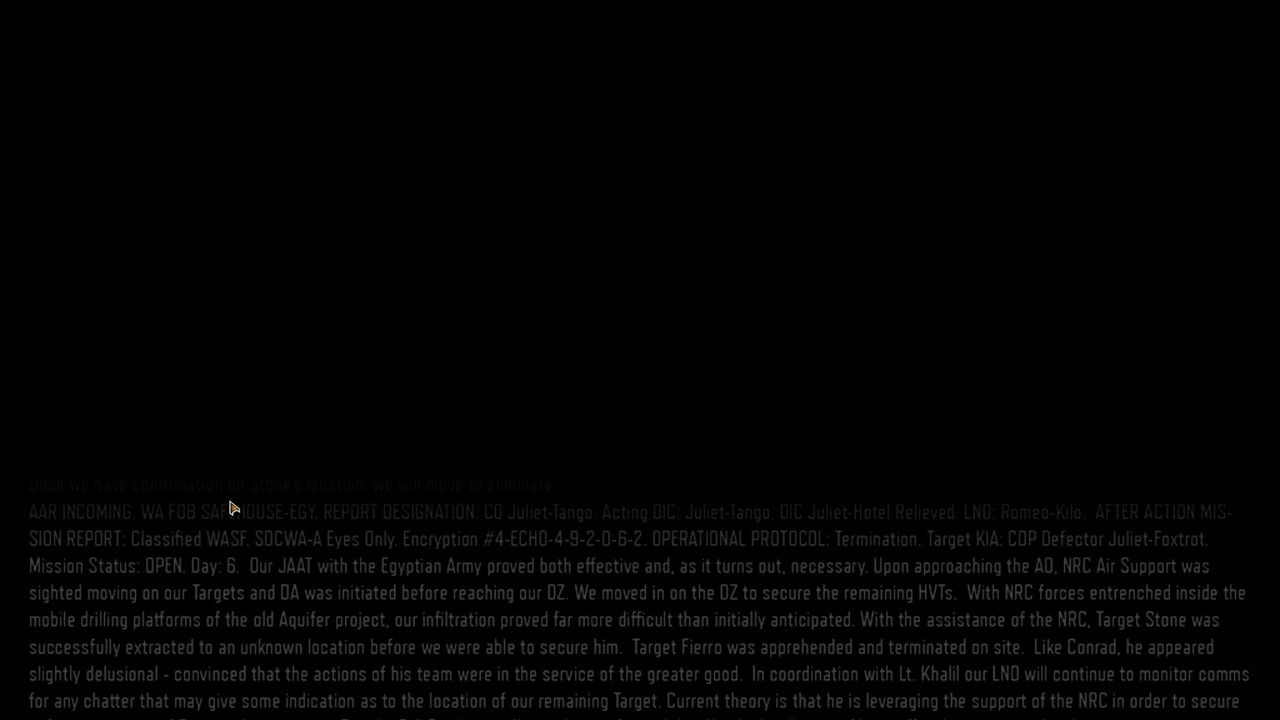 Once we have confirmation on Stone's location, we will move to eliminate
AAR INCOMING. WA FOB SAFEHOUSE-EGY. REPORT DESIGNATION: CO Juliet-Tango. Acting OIC: Juliet-Tango. OIC Juliet-Hotel Relieved. LNO: Romeo-Kilo.  AFTER ACTION MIS-
SION REPORT: Classified WASF. SOCWA-A Eyes Only. Encryption #4-ECHO-4-9-2-0-6-2. OPERATIONAL PROTOCOL: Termination. Target KIA: CDP Defector Juliet-Foxtrot.
Mission Status: OPEN. Day: 6.  Our JAAT with the Egyptian Army proved both effective and, as it turns out, necessary. Upon approaching the AO, NRC Air Support was
sighted moving on our Targets and DA was initiated before reaching our DZ. We moved in on the DZ to secure the remaining HVTs.  With NRC forces entrenched inside the
mobile drilling platforms of the old Aquifer project, our infiltration proved far more difficult than initially anticipated. With the assistance of the NRC, Target Stone was
successfully extracted to an unknown location before we were able to secure him.  Target Fierro was apprehended and terminated on site.  Like Conrad, he appeared
slightly delusional - convinced that the actions of his team were in the service of the greater good.  In coordination with Lt. Khalil our LNO will continue to monitor comms
for any chatter that may give some indication as to the location of our remaining Target. Current theory is that he is leveraging the support of the NRC in order to secure